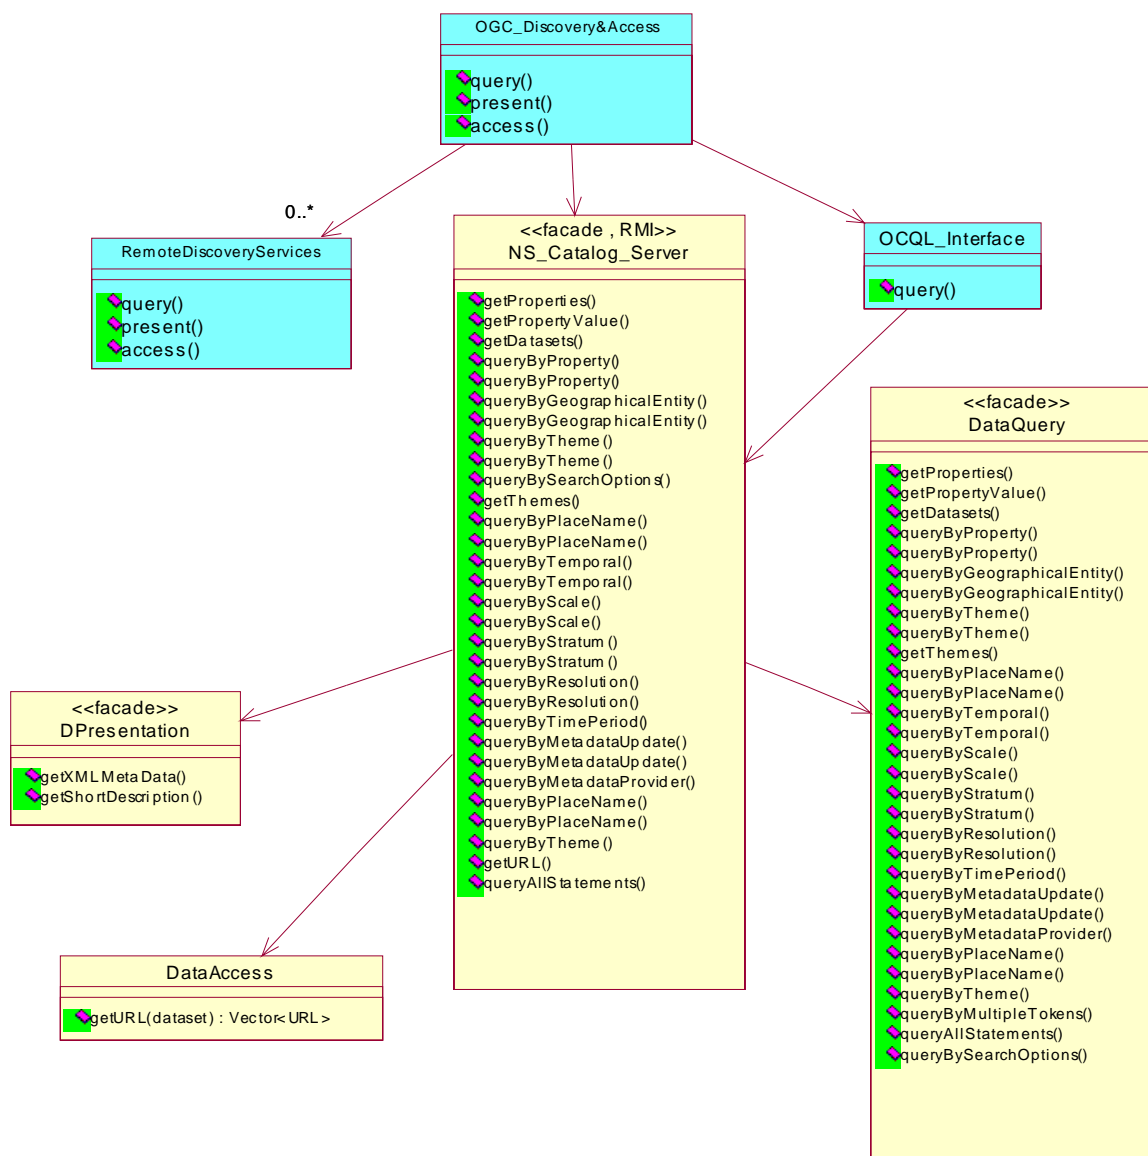 OGC_Discovery&Access
query()
present()
access()
0..*
RemoteDiscoveryServices
query()
present()
access()
<<facade , RMI>>
NS_Catalog_Server
getProperties()
getPropertyValue()
getDatasets()
queryByProperty()
queryByProperty()
queryByGeographicalEntity()
queryByGeographicalEntity()
queryByTheme()
queryByTheme()
queryBySearchOptions()
getThemes()
queryByPlaceName()
queryByPlaceName()
queryByTemporal()
queryByTemporal()
queryByScale()
queryByScale()
queryByStratum()
queryByStratum()
queryByResolution()
queryByResolution()
queryByTimePeriod()
queryByMetadataUpdate()
queryByMetadataUpdate()
queryByMetadataProvider()
queryByPlaceName()
queryByPlaceName()
queryByTheme()
getURL()
queryAllStatements()
OCQL_Interface
query()
<<facade>>
DataQuery
getProperties()
getPropertyValue()
getDatasets()
queryByProperty()
queryByProperty()
queryByGeographicalEntity()
queryByGeographicalEntity()
queryByTheme()
queryByTheme()
getThemes()
queryByPlaceName()
queryByPlaceName()
queryByTemporal()
queryByTemporal()
queryByScale()
queryByScale()
queryByStratum()
queryByStratum()
queryByResolution()
queryByResolution()
queryByTimePeriod()
queryByMetadataUpdate()
queryByMetadataUpdate()
queryByMetadataProvider()
queryByPlaceName()
queryByPlaceName()
queryByTheme()
queryByMultipleTokens()
queryAllStatements()
queryBySearchOptions()
<<facade>>
DPresentation
getXMLMetaData()
getShortDescription()
DataAccess
getURL(dataset) : Vector<URL>